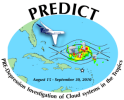 PREDICT
August 15 - September 30, 2010
PRE-Depression Investigation of Cloud systems in the Tropics